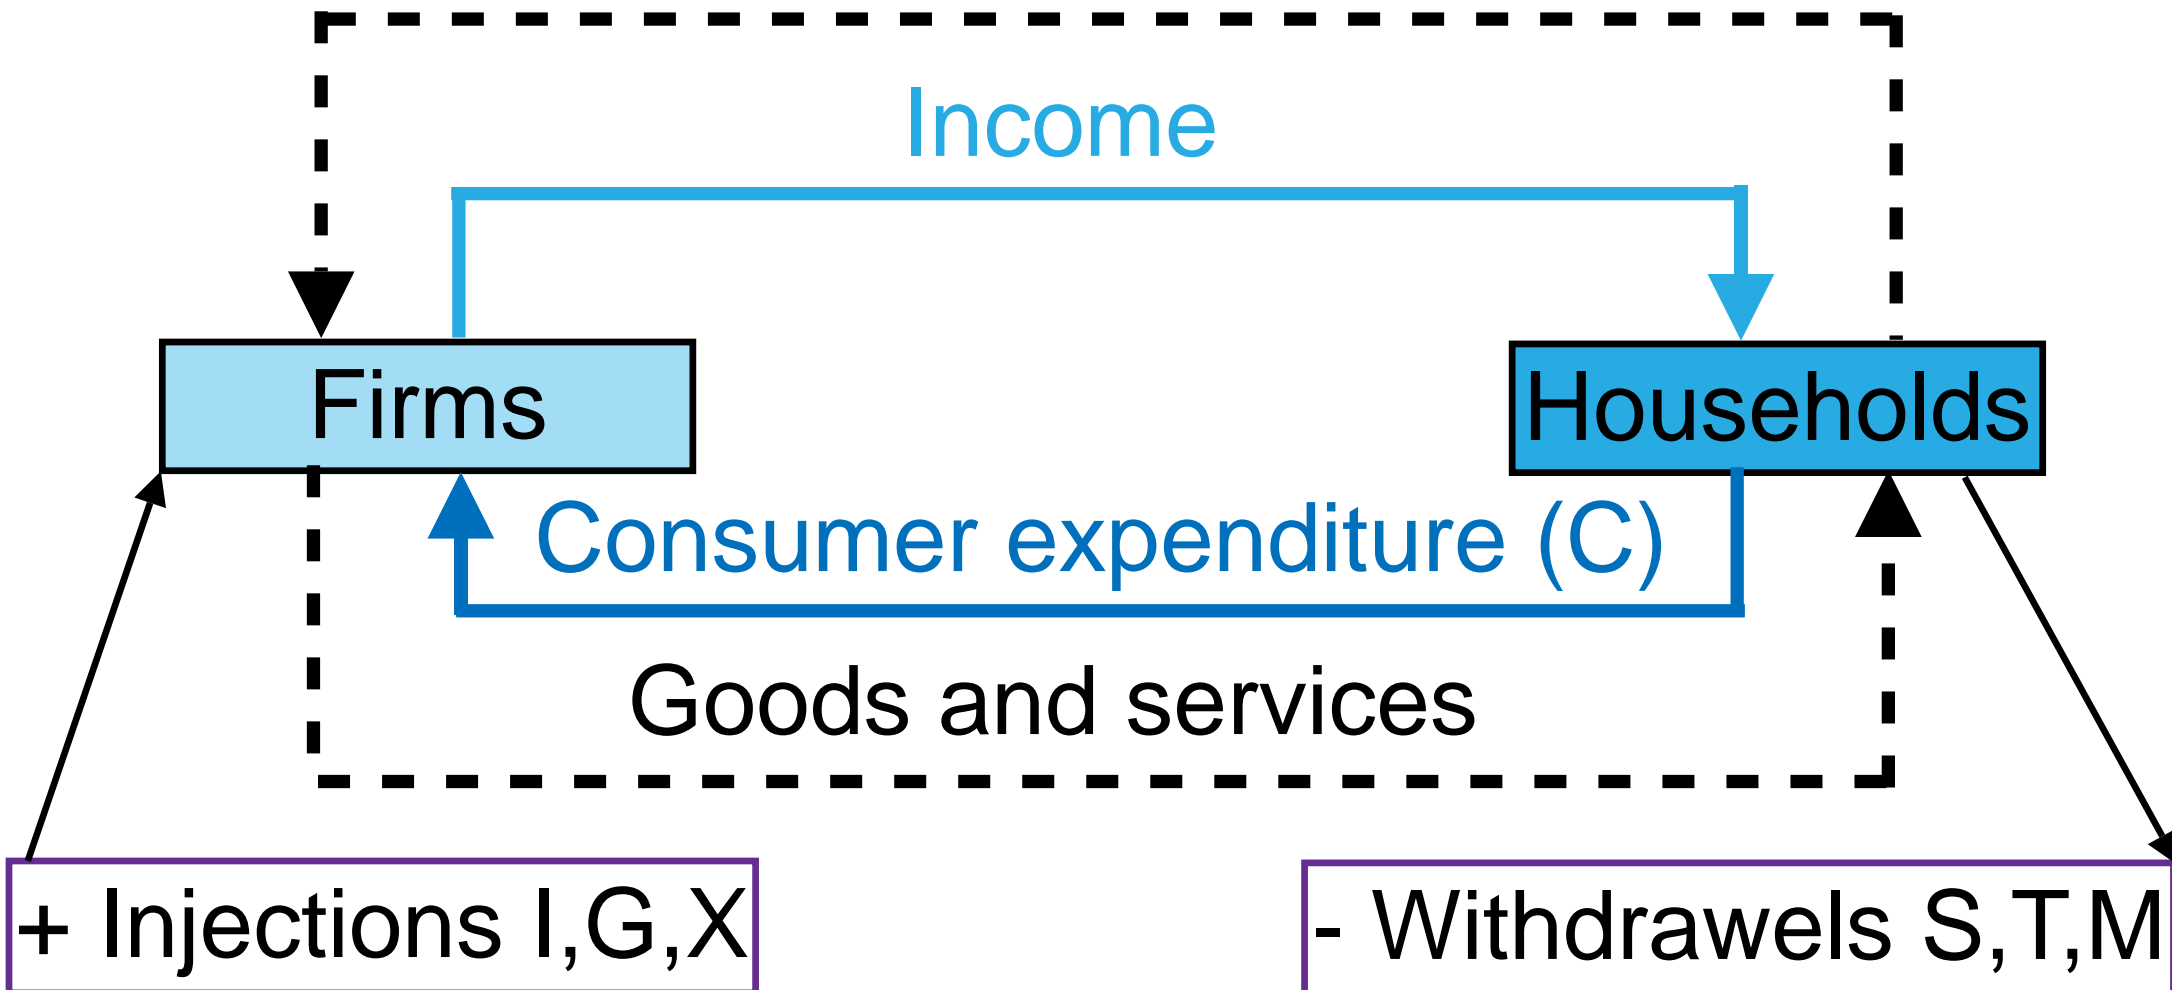 Income
Firms
Households
Consumer expenditure (C)
Goods and services
+ Injections I,G,X
- Withdrawels S,T,M